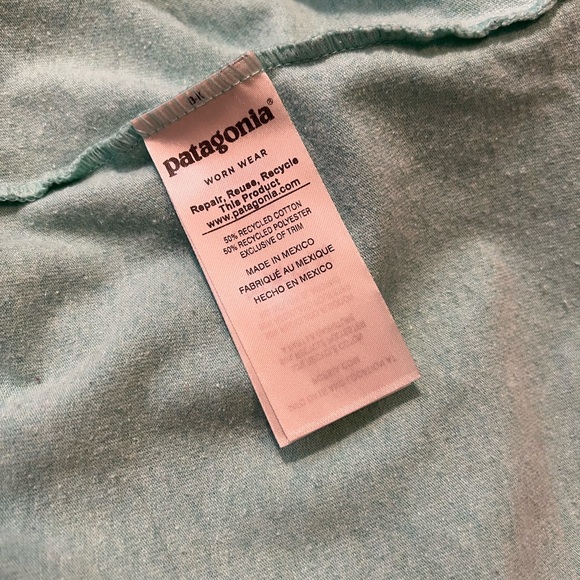 patagonia®
WORN WEAR
Repair, Reuse, Recycle
This Product
www.patagonia.com
50% RECYCLED COTTON
50% RECYCLED POLYESTER
EXCLUSIVE OF TRIM
MADE IN MEXICO
FABRIQUÉ AU MEXIQUE
HECHO EN MEXICO